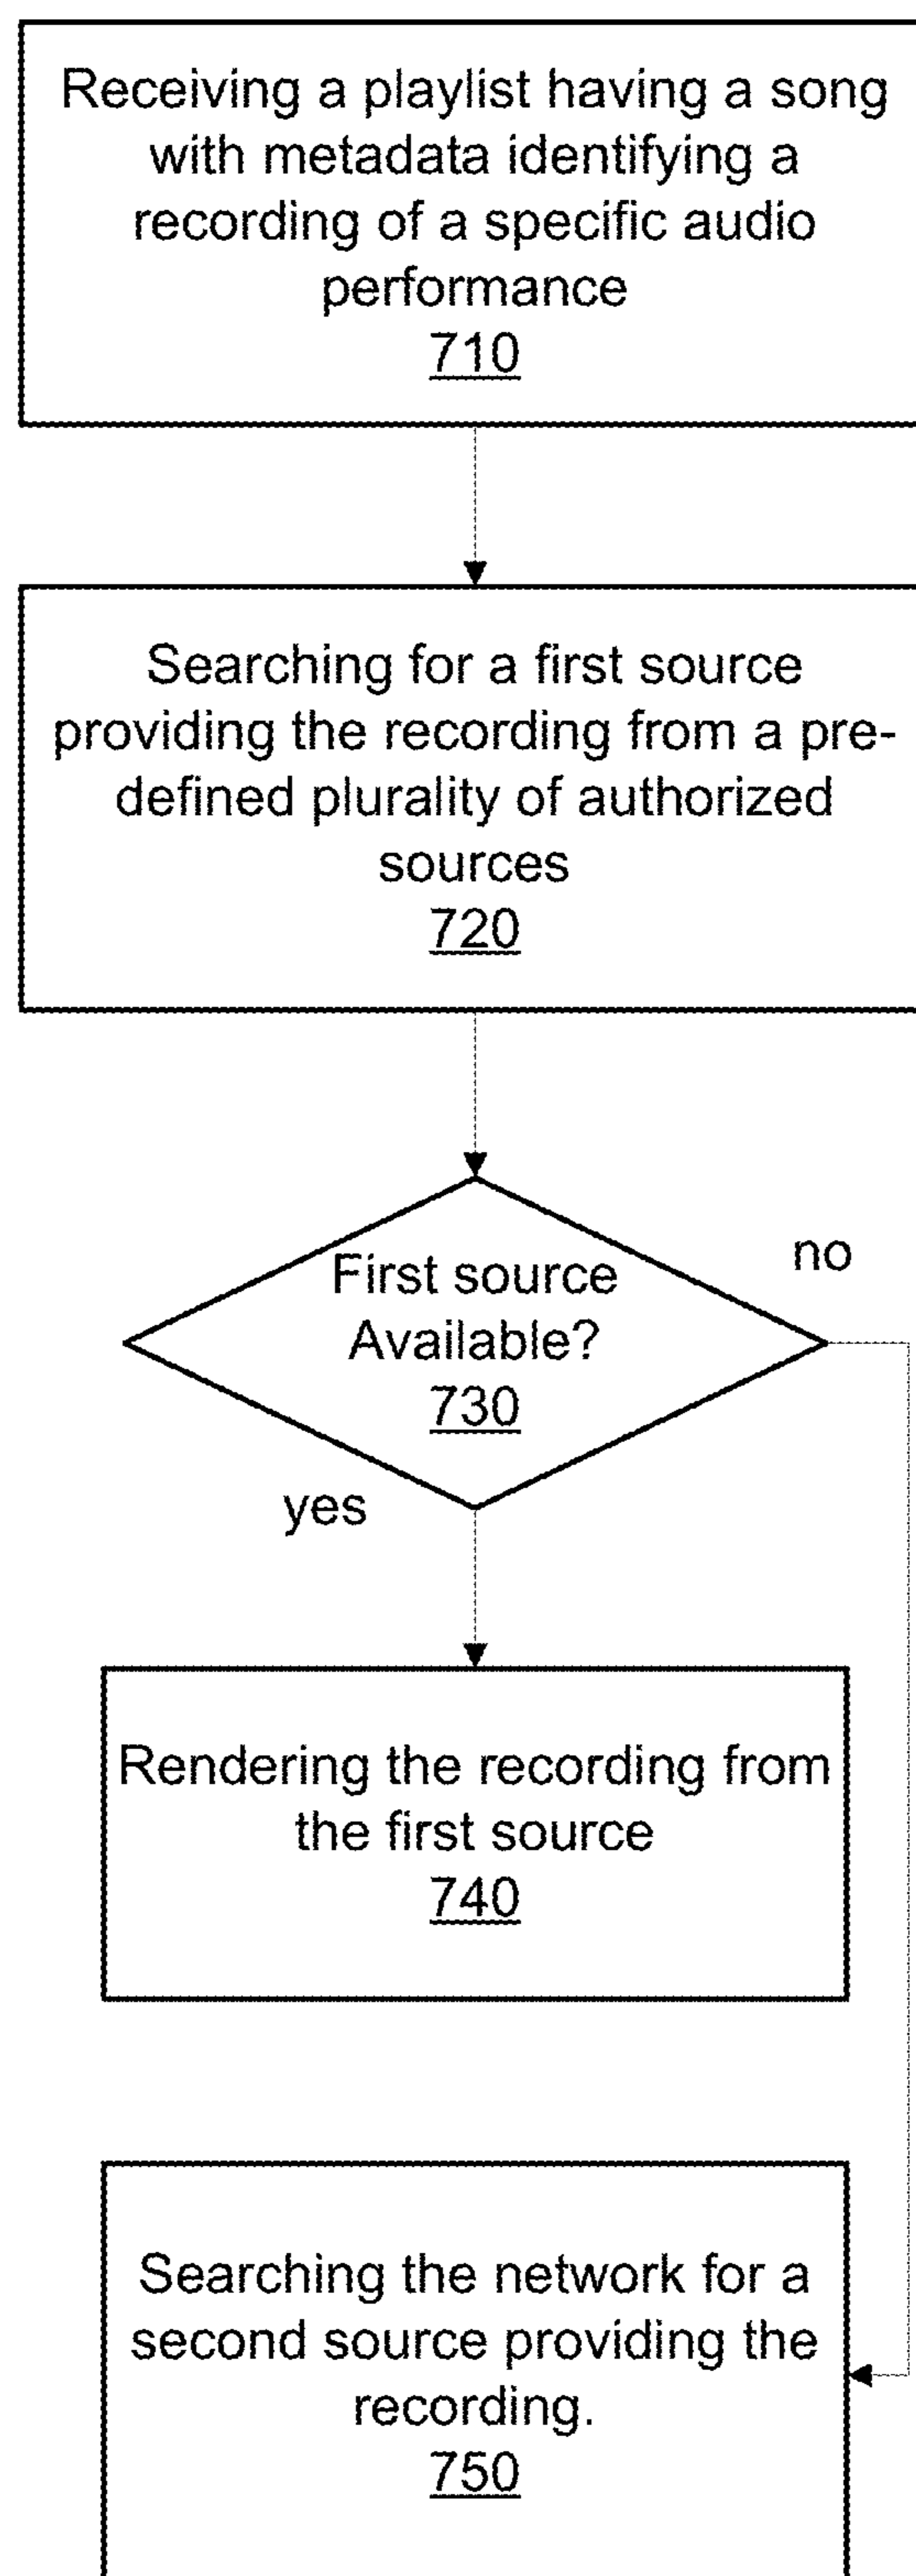 Receiving a playlist having a song
with metadata identifying a
recording of a specific audio
performance
710
Searching for a first source
providing the recording from a pre-
defined plurality of authorized
sources
720
First source
Available?
730
no
yes
Rendering the recording from
the first source
740
Searching the network for a
second source providing the
recording.
750